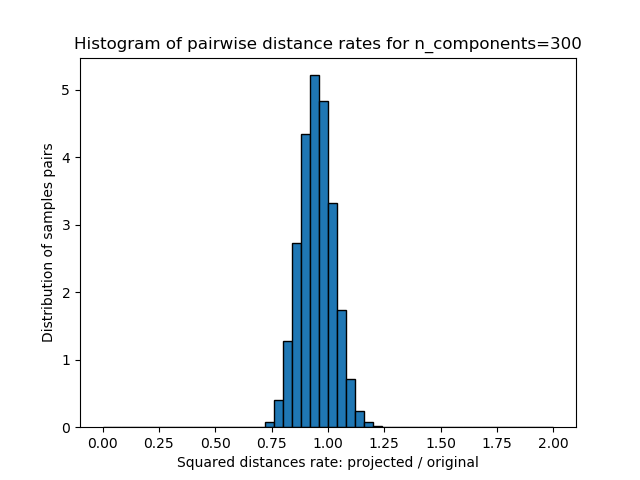 Histogram of pairwise distance rates for n_components=300
5
4
3
2
1
0
Distribution of samples pairs
0.00 0.25 0.50 0.75 1.00 1.25 1.50 1.75 2.00
Squared distances rate: projected / original